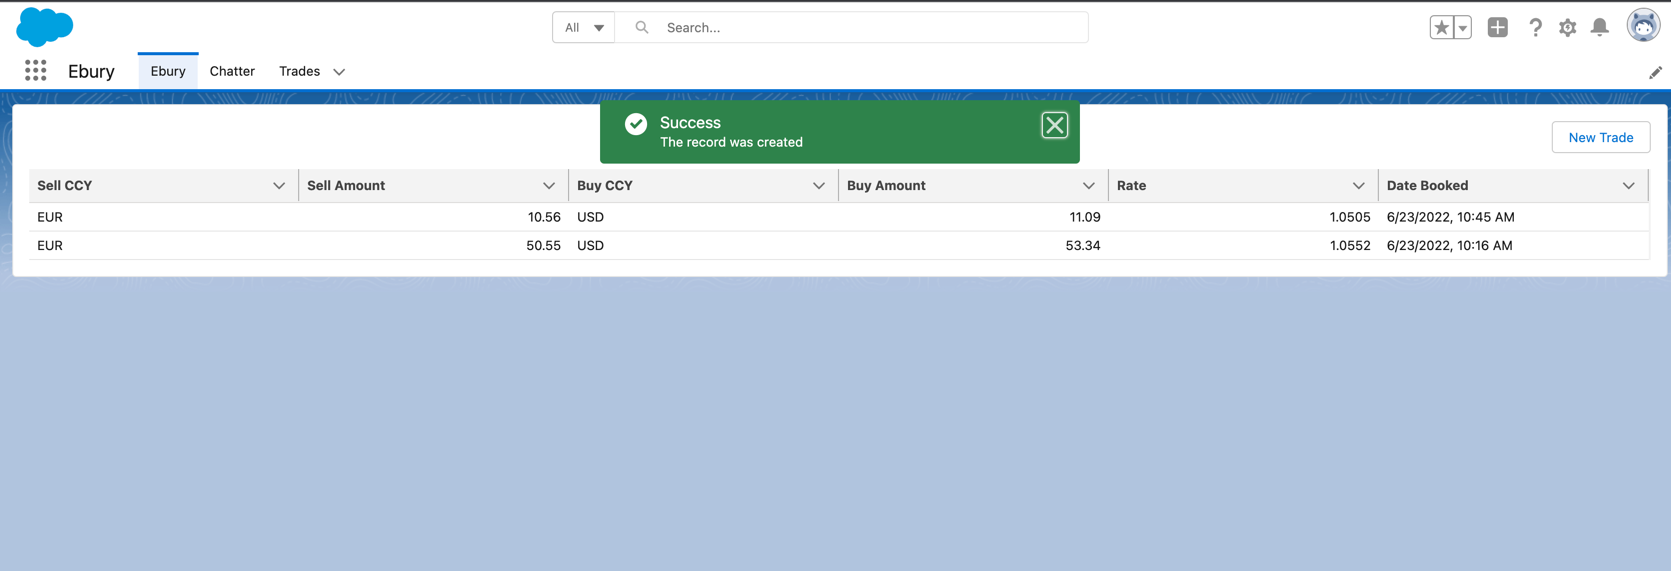 All
Search...
Ebury
Ebury
Chatter
Trades
Success
The record was created
New Trade
Sell CCY
Sell Amount
Buy CCY
Buy Amount
Rate
Date Booked
EUR 10.56 USD 11.09 1.0505 6/23/2022, 10:45 AM
EUR 50.55 USD 53.34 1.0552 6/23/2022, 10:16 AM